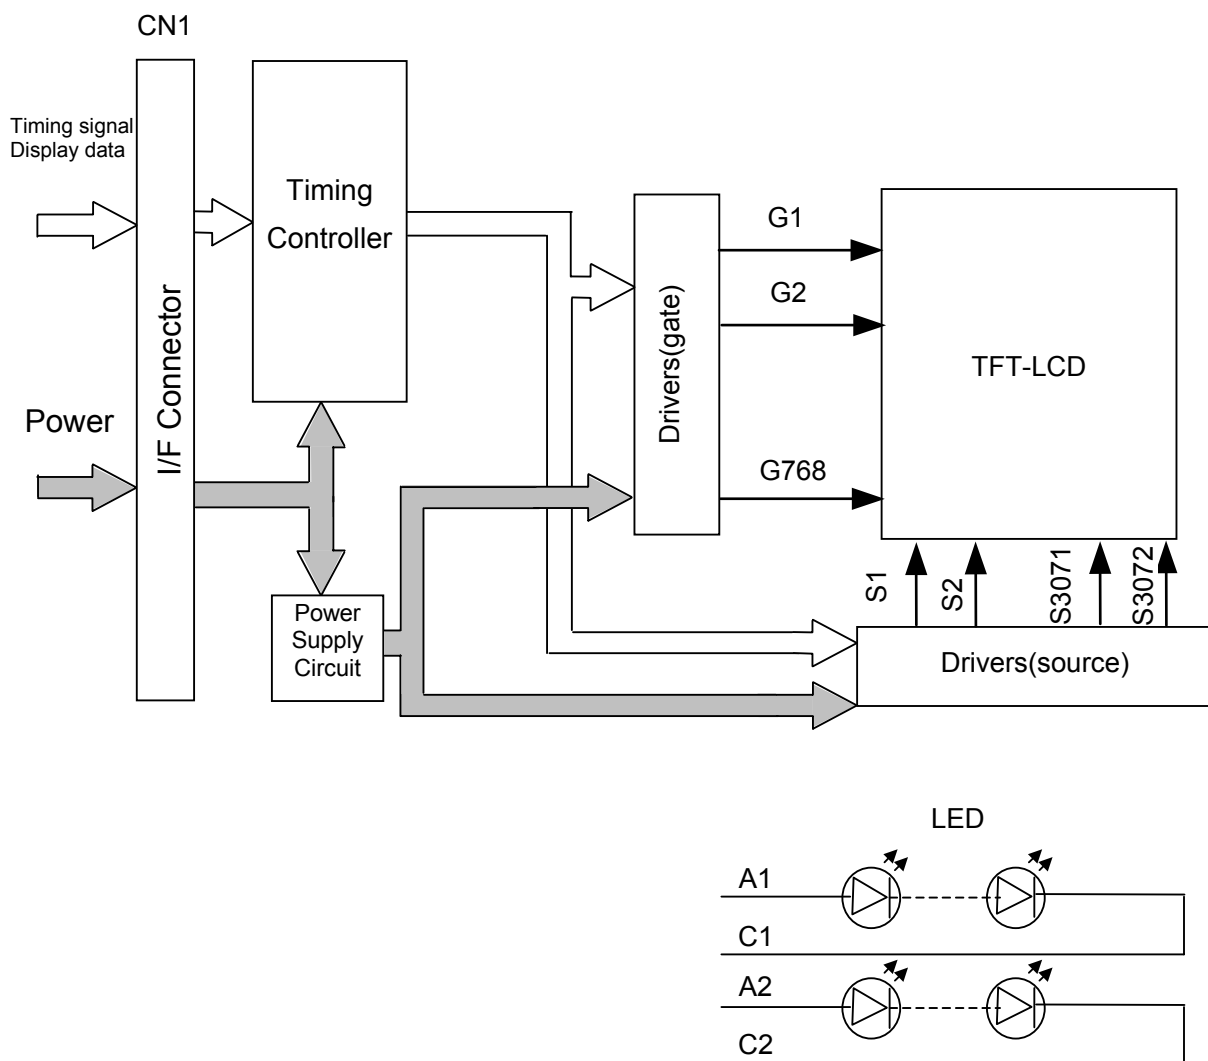 CN1
Timing signal
Display data
Power
I/F Connector
Timing
Controller
Power
Supply
Circuit
Drivers(gate)
G1
G2
G768
TFT-LCD
S1
S2
S3071
S3072
Drivers(source)
LED
A1
C1
A2
C2